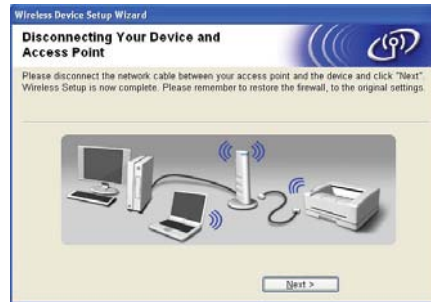 Wireless Device Setup Wizard
Disconnecting Your Device and
Access Point
Please disconnect the network cable between your access point and the device and click "Next".
Wireless Setup is now complete. Please remember to restore the firewall, to the original settings.
Next >